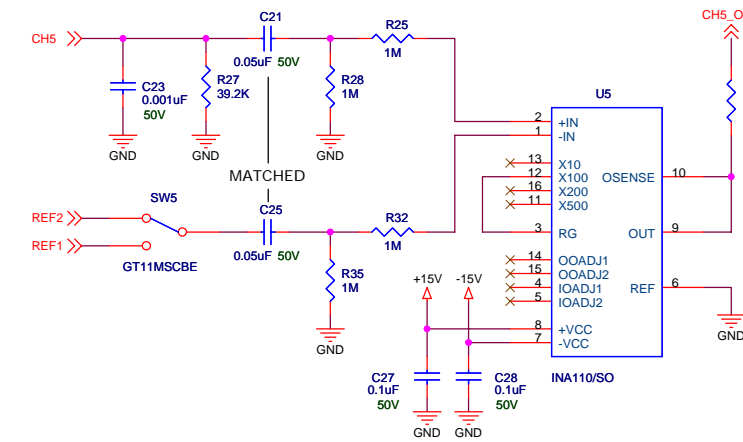 CH5_O
C21
R25
CH5
0.05uF 50V
1M
C23
0.001uF
50V
R27
39.2K
R28
1M
U5
GND
GND
GND
2 +IN
1 -IN
13 X10
12 X100
16 X200
11 X500
OSENSE 10
MATCHED
SW5
C25
R32
REF2
REF1
3 RG
OUT 9
GT11MSCBE
0.05uF 50V
1M
R35
1M
14 OOADJ1
15 OOADJ2
4 IOADJ1
5 IOADJ2
REF 6
+15V
-15V
GND
8 +VCC
7 -VCC
GND
C27
0.1uF
50V
C28
0.1uF
50V
INA110/SO
GND
GND